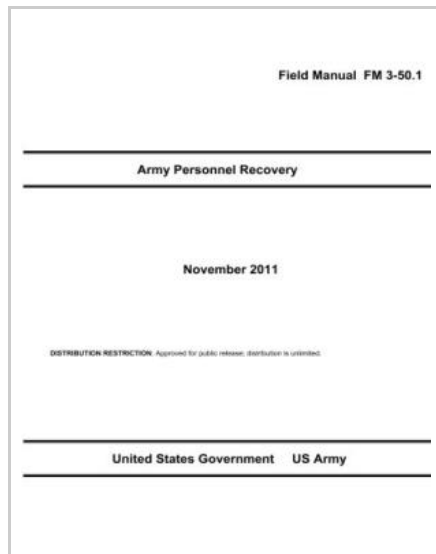 Field Manual FM 3-50.1
Army Personnel Recovery
November 2011
DISTRIBUTION RESTRICTION: Approved for public release; distribution is unlimited.
United States Government US Army